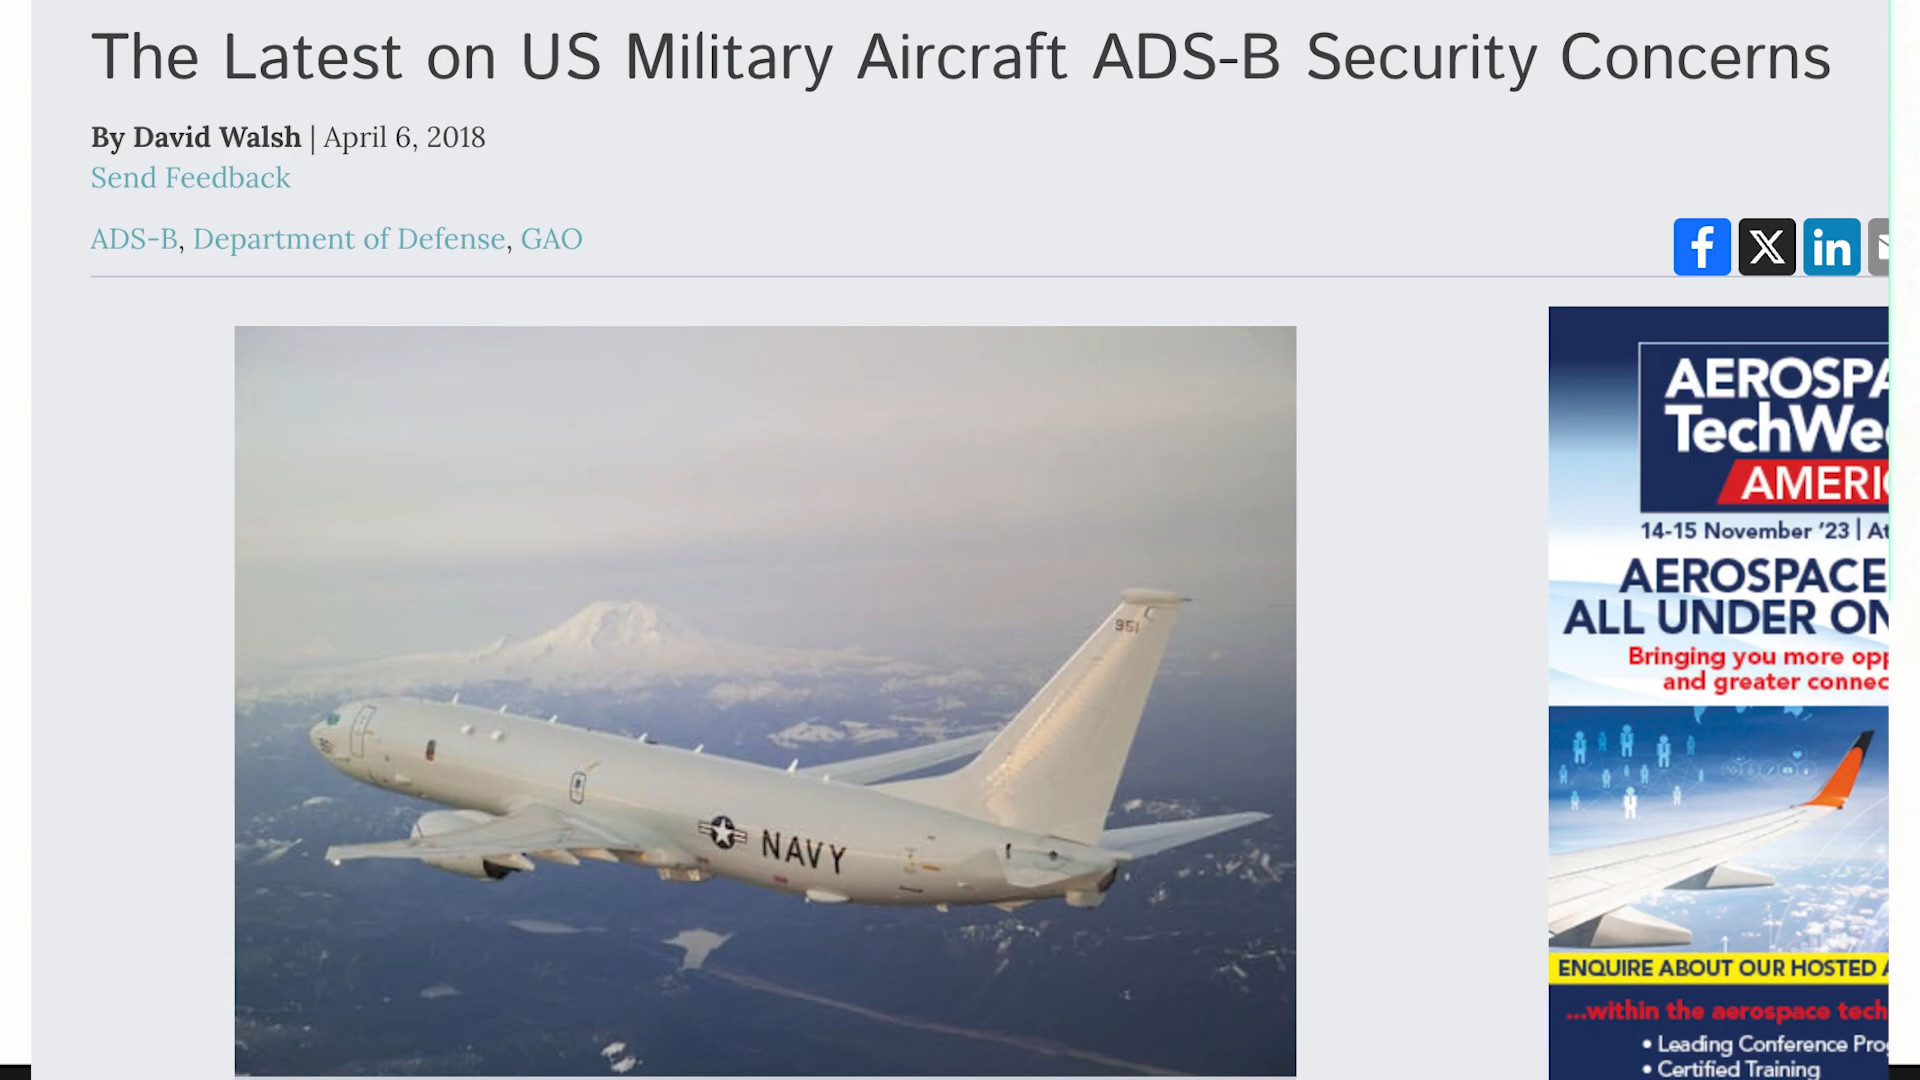 The Latest on US Military Aircraft ADS-B Security Concerns
By David Walsh | April 6, 2018
Send Feedback
ADS-B, Department of Defense, GAO
951
NAVY
AEROSPA
TechWe
AMERI
14-15 November '23 | At
AEROSPACE
ALL UNDER ON
Bringing you more opp
and greater connec
ENQUIRE ABOUT OUR HOSTED A
...within the aerospace tech
• Leading Conference Pro
• Certified Training